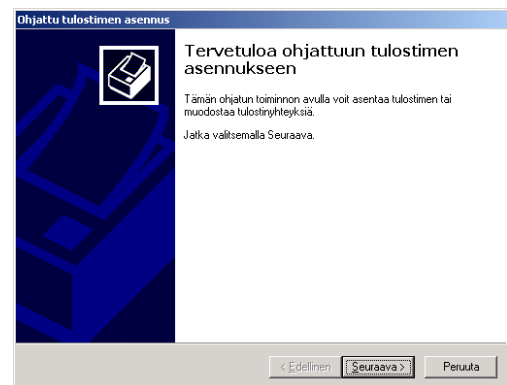 Ohjattu tulostimen asennus
Tervetuloa ohjattuun tulostimen
asennukseen
Tämän ohjatun toiminnon avulla voit asentaa tulostimen tai
muodostaa tulostinyhteyksiä.
Jatka valitsemalla Seuraava.
< Edellinen
Seuraava >
Peruuta